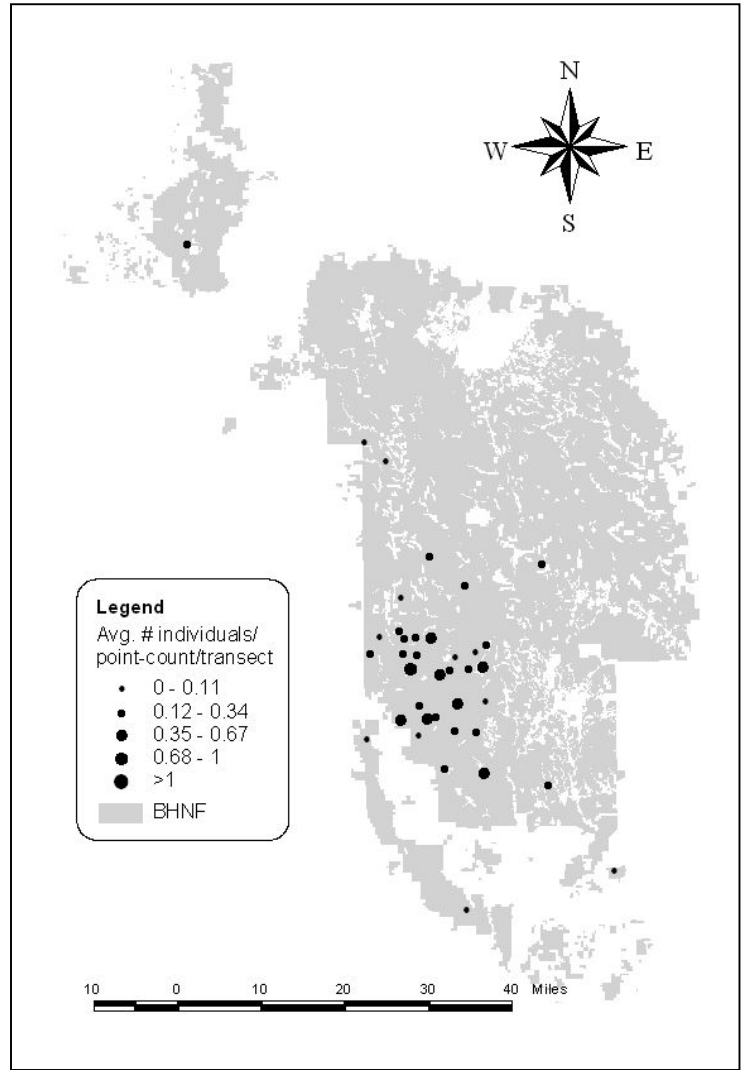 N
W E
S
Legend
Avg. # individuals/
point-count/transect
0 - 0.11
0.12 - 0.34
0.35 - 0.67
0.68 - 1
>1
BHNF
10 0 10 20 30 40 Miles